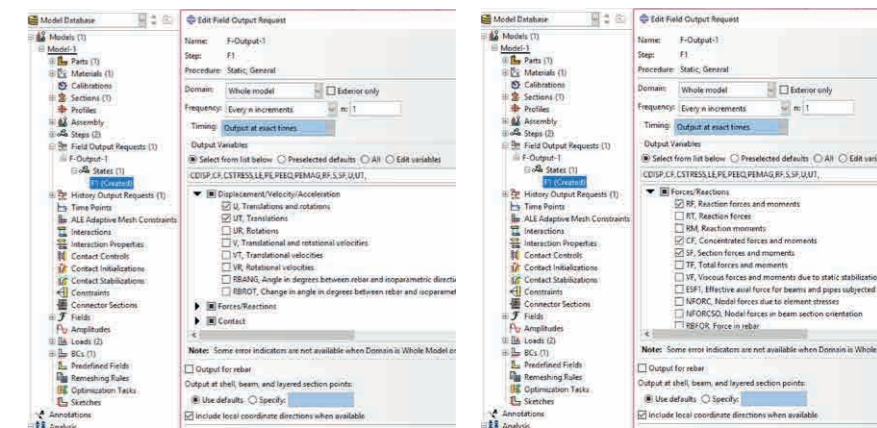 Model Database
Models (1)
Model-1
Parts (1)
Materials (1)
Calibrations
Sections (1)
Profiles
Assembly
Steps (2)
Field Output Requests (1)
F-Output-1
States (1)
F1 (Created)
History Output Requests (1)
Time Points
ALE Adaptive Mesh Constraints
Interactions
Interaction Properties
Contact Controls
Contact Initializations
Contact Stabilizations
Constraints
Connector Sections
Fields
Amplitudes
Loads (2)
BCs (1)
Predefined Fields
Remeshing Rules
Optimization Tasks
Sketches
Annotations
Analysis
Edit Field Output Request
Name: F-Output-1
Step: F1
Procedure: Static, General
Domain: Whole model Exterior only
Frequency: Every n increments n: 1
Timing: Output at exact times
Output Variables
Select from list below Preselected defaults All Edit variables
CDISP,CF,CSTRESS,LE,PE,PEEQ,PEMAG,RF,S,SF,U,UT,
Displacement/Velocity/Acceleration
U, Translations and rotations
UT, Translations
UR, Rotations
V, Translational and rotational velocities
VT, Translational velocities
VR, Rotational velocities
RBANG, Angle in degrees between rebar and isoparametric directi
RBROT, Change in angle in degrees between rebar and isoparamet
Forces/Reactions
Contact
Note: Some error indicators are not available when Domain is Whole Model or
Output for rebar
Output at shell, beam, and layered section points:
Use defaults Specify:
Include local coordinate directions when available
Model Database
Models (1)
Model-1
Parts (1)
Materials (1)
Calibrations
Sections (1)
Profiles
Assembly
Steps (2)
Field Output Requests (1)
F-Output-1
States (1)
F1 (Created)
History Output Requests (1)
Time Points
ALE Adaptive Mesh Constraints
Interactions
Interaction Properties
Contact Controls
Contact Initializations
Contact Stabilizations
Constraints
Connector Sections
Fields
Amplitudes
Loads (2)
BCs (1)
Predefined Fields
Remeshing Rules
Optimization Tasks
Sketches
Annotations
Analysis
Edit Field Output Request
Name: F-Output-1
Step: F1
Procedure: Static, General
Domain: Whole model Exterior only
Frequency: Every n increments n: 1
Timing: Output at exact times
Output Variables
Select from list below Preselected defaults All Edit vari
CDISP,CF,CSTRESS,LE,PE,PEEQ,PEMAG,RF,S,SF,U,UT,
Forces/Reactions
RF, Reaction forces and moments
RT, Reaction forces
RM, Reaction moments
CF, Concentrated forces and moments
SF, Section forces and moments
TF, Total forces and moments
VF, Viscous forces and moments due to static stabilizatio
ESF1, Effective axial force for beams and pipes subjected
NFORC, Nodal forces due to element stresses
NFORCSO, Nodal forces in beam section orientation
RBFOR, Force in rebar
Note: Some error indicators are not available when Domain is Whole
Output for rebar
Output at shell, beam, and layered section points:
Use defaults Specify:
Include local coordinate directions when available